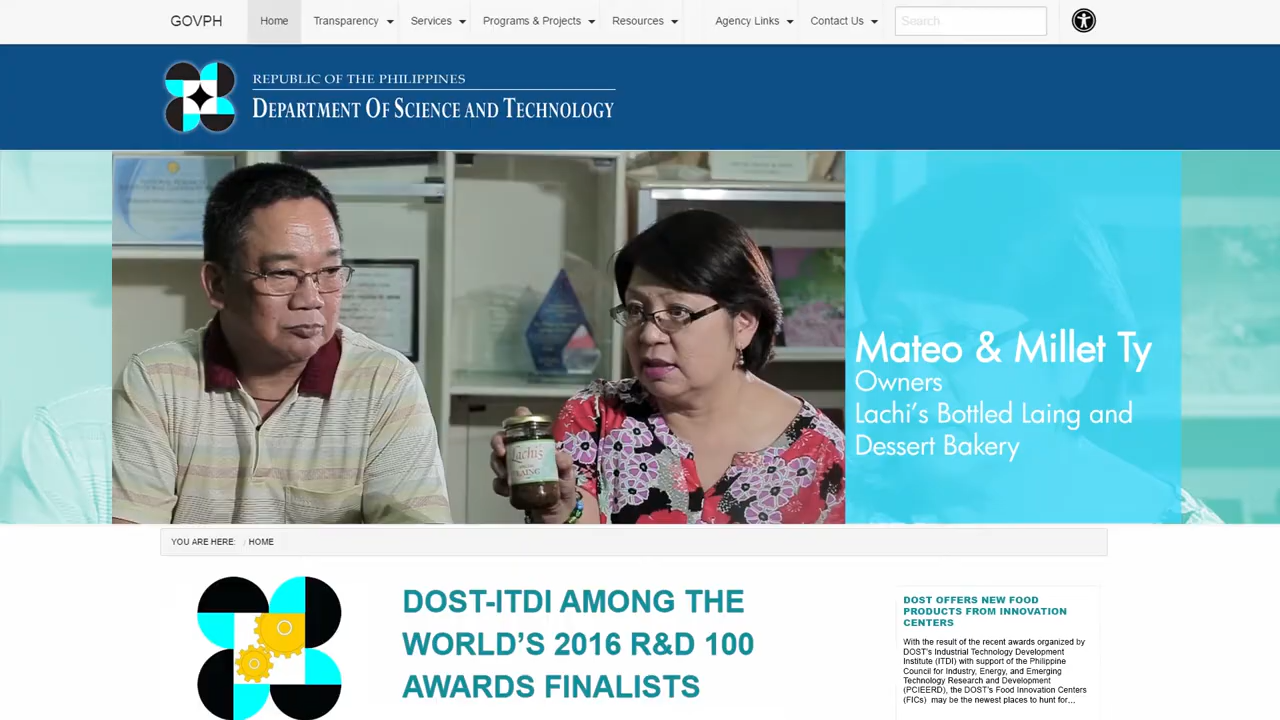 GOVPH
Home
Transparency
Services
Programs & Projects
Resources
Agency Links
Contact Us
Search
REPUBLIC OF THE PHILIPPINES
DEPARTMENT OF SCIENCE AND TECHNOLOGY
Lachi's
LAING
Mateo & Millet Ty
Owners
Lachi's Bottled Laing and
Dessert Bakery
YOU ARE HERE: / HOME
DOST-ITDI AMONG THE
WORLD'S 2016 R&D 100
AWARDS FINALISTS
DOST OFFERS NEW FOOD
PRODUCTS FROM INNOVATION
CENTERS
With the result of the recent awards organized by
DOST's Industrial Technology Development
Institute (ITDI) with support of the Philippine
Council for Industry, Energy, and Emerging
Technology Research and Development
(PCIEERD), the DOST's Food Innovation Centers
(FICs) may be the newest places to hunt for…